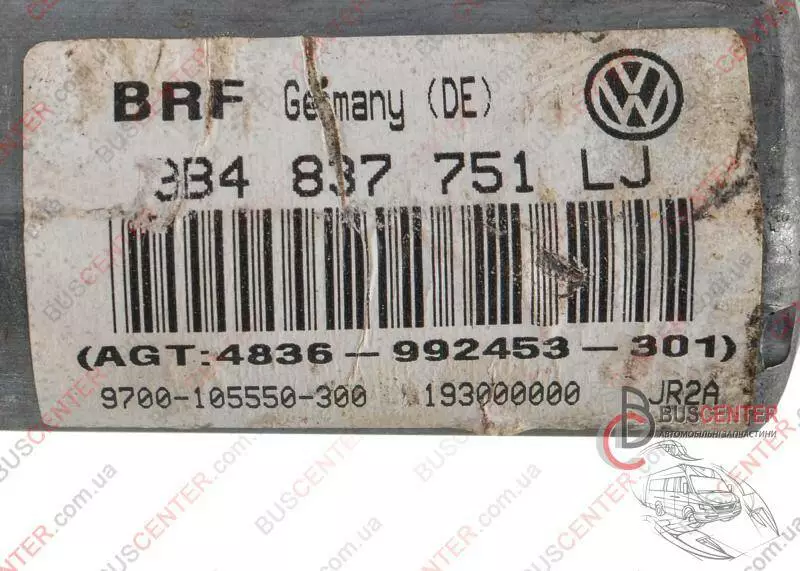 BRF Germany (DE)
3B4 837 751 LJ
(AGT:4836-992453-301)
9700-105550-300 193000000 JR2A
BUSCENTER
АВТОМОБІЛЬНІ ЗАПЧАСТИНИ
BUSCENTER.com.ua